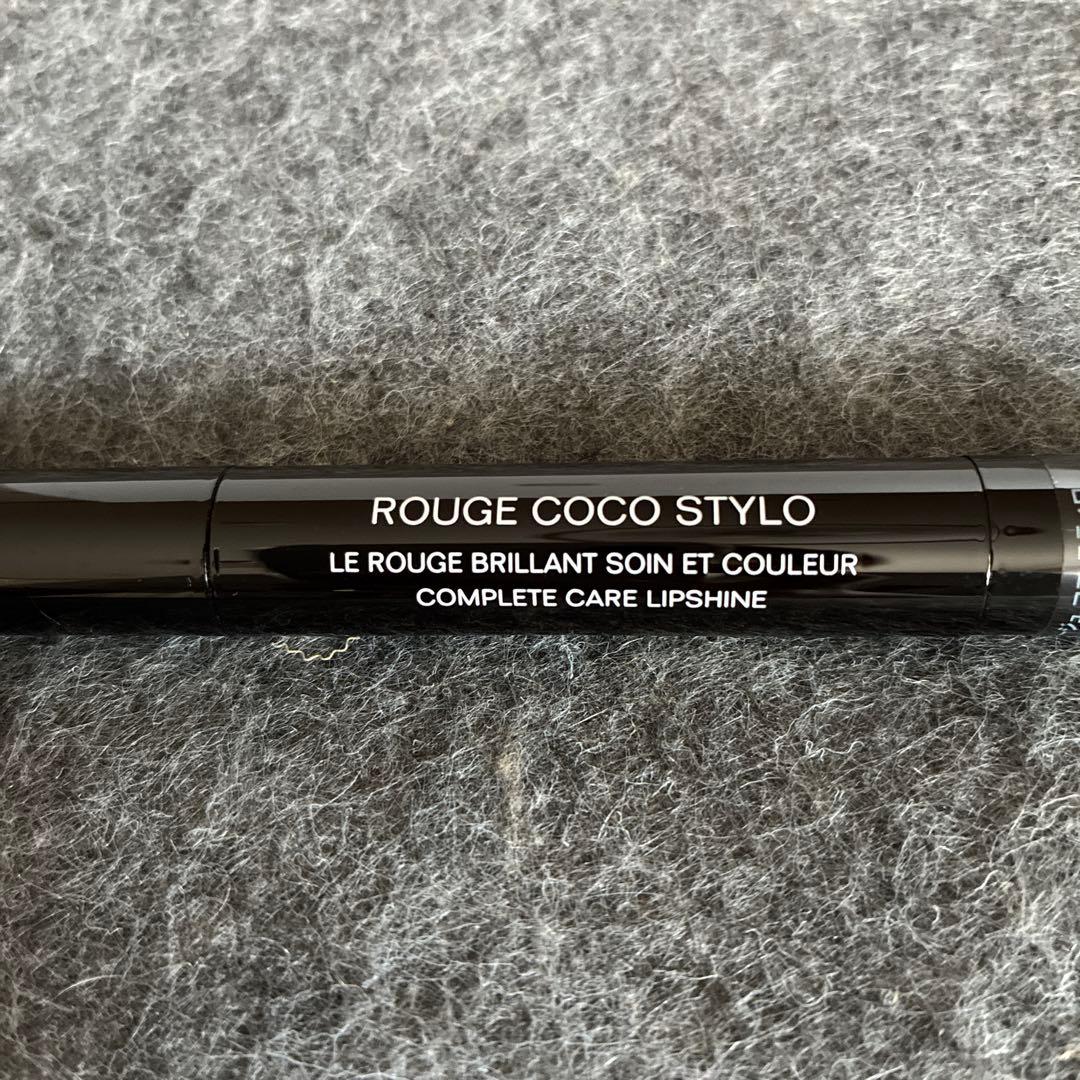 ROUGE COCO STYLO
LE ROUGE BRILLANT SOIN ET COULEUR
COMPLETE CARE LIPSHINE